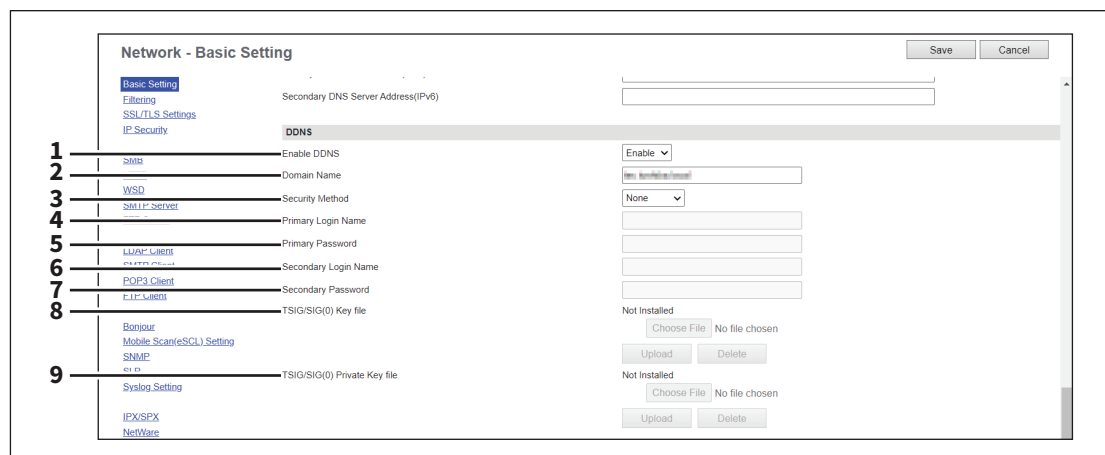 Network - Basic Setting
Save Cancel
Basic Setting
Filtering
Secondary DNS Server Address(IPv6)
SSL/TLS Settings
IP Security
DDNS
1 Enable DDNS Enable
SMB
2 Domain Name
WSD
3 Security Method None
SMTP Server
4 Primary Login Name
5 Primary Password
LDAP Client
6 Secondary Login Name
SMTP Client
POP3 Client
7 Secondary Password
FTP Client
8 TSIG/SIG(0) Key file Not Installed
Bonjour Choose File No file chosen
Mobile Scan(eSCL) Setting
SNMP Upload Delete
SLP
9 TSIG/SIG(0) Private Key file Not Installed
Syslog Setting Choose File No file chosen
IPX/SPX Upload Delete
NetWare